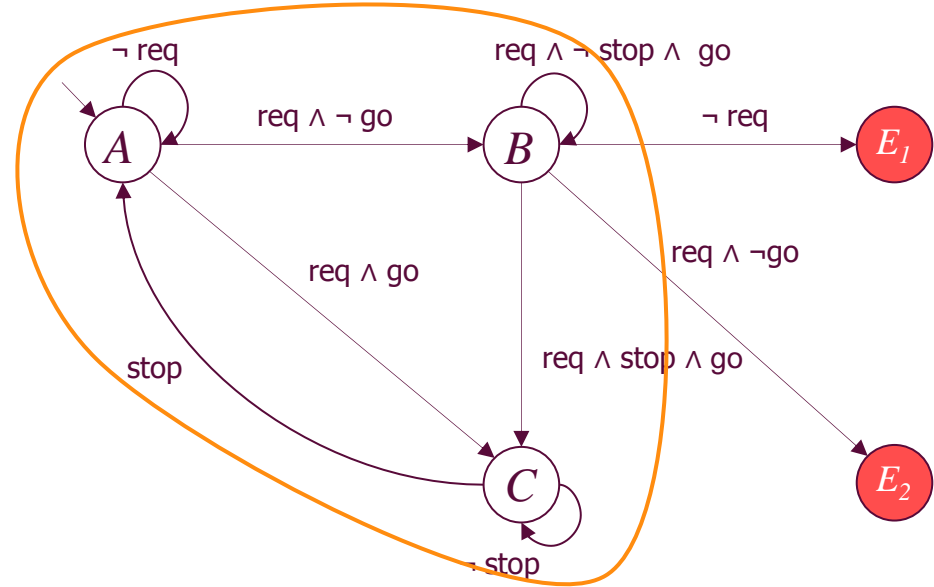 ¬ req
req ∧ ¬ stop ∧ go
req ∧ ¬ go
¬ req
A
B
E₁
req ∧ ¬go
req ∧ go
req ∧ stop ∧ go
stop
C
E₂
¬ stop